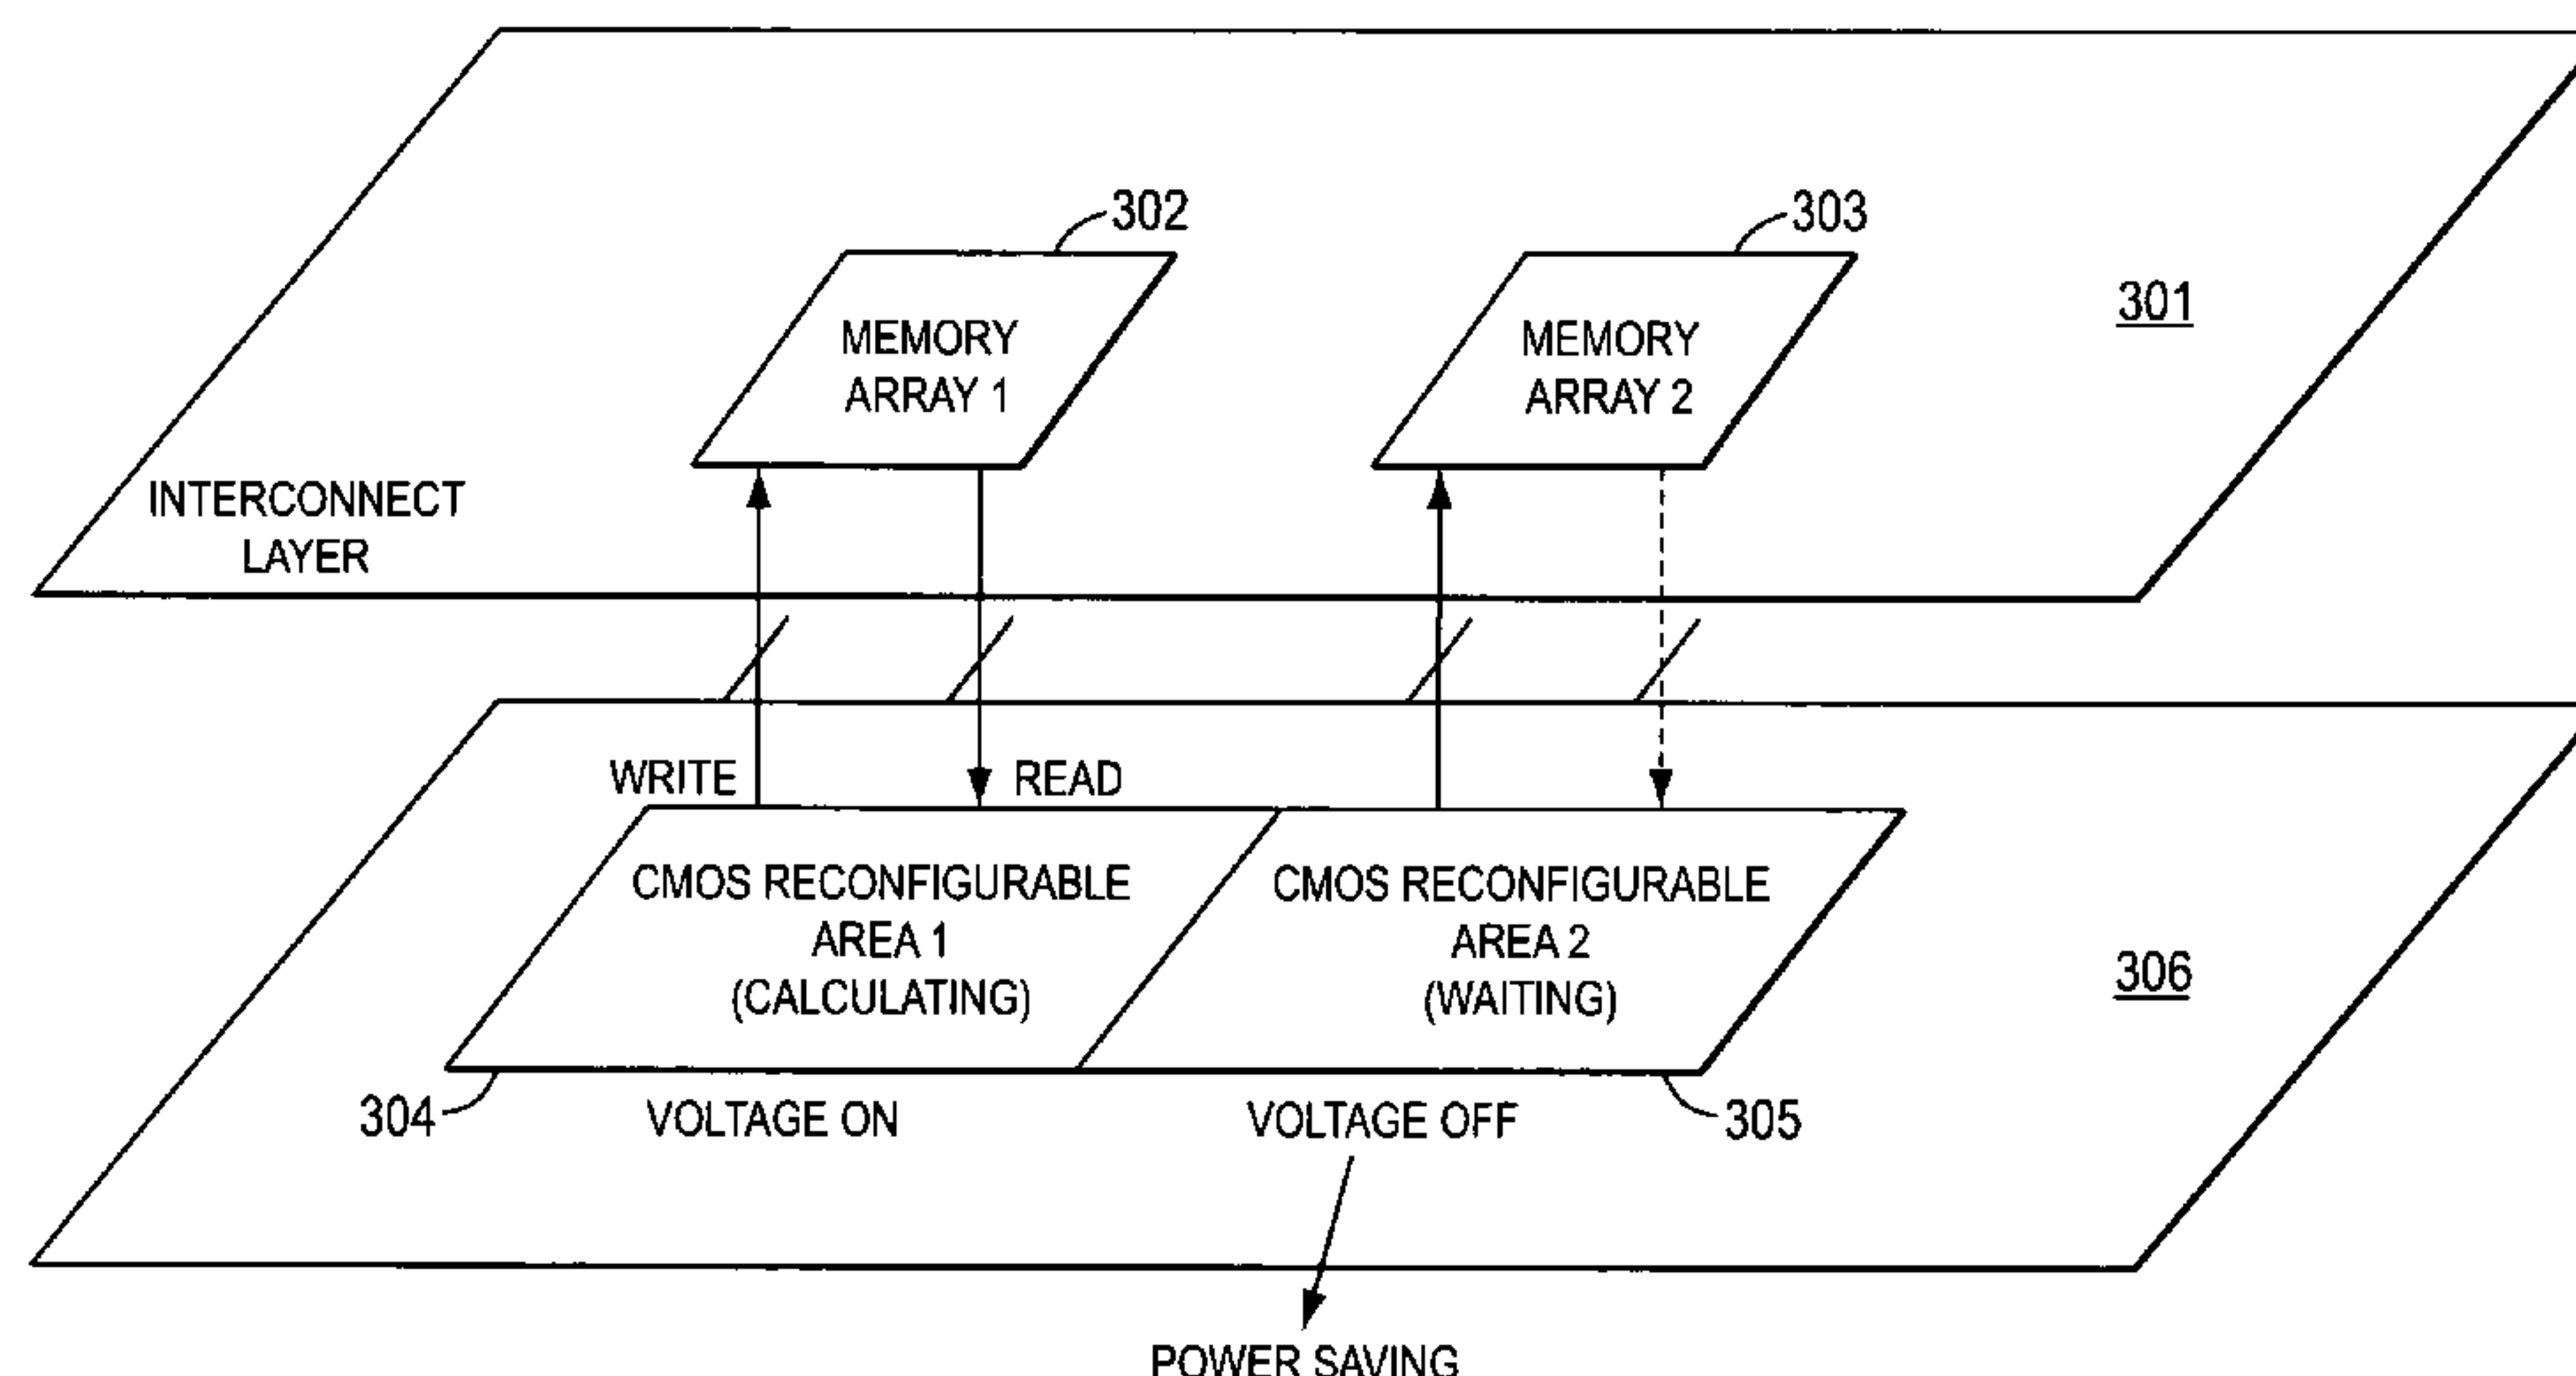 302
303
301
MEMORY
ARRAY 1
MEMORY
ARRAY 2
INTERCONNECT
LAYER
WRITE
READ
CMOS RECONFIGURABLE
AREA 1
(CALCULATING)
CMOS RECONFIGURABLE
AREA 2
(WAITING)
306
304
VOLTAGE ON
VOLTAGE OFF
305
POWER SAVING